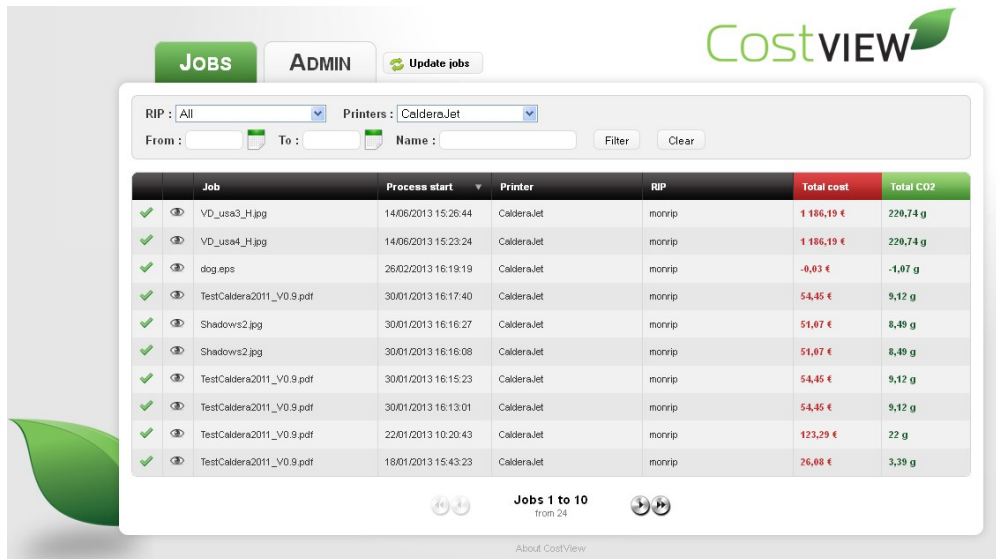 CostVIEW
JOBS ADMIN Update jobs
RIP : All Printers : CalderaJet
From : To : Name : Filter Clear
Job Process start Printer RIP Total cost Total CO2
VD_usa3_H.jpg 14/06/2013 15:26:44 CalderaJet monrip 1 186,19 € 220,74 g
VD_usa4_H.jpg 14/06/2013 15:23:24 CalderaJet monrip 1 186,19 € 220,74 g
dog.eps 26/02/2013 16:19:19 CalderaJet monrip -0,03 € -1,07 g
TestCaldera2011_V0.9.pdf 30/01/2013 16:17:40 CalderaJet monrip 54,45 € 9,12 g
Shadows2.jpg 30/01/2013 16:16:27 CalderaJet monrip 51,07 € 8,49 g
Shadows2.jpg 30/01/2013 16:16:08 CalderaJet monrip 51,07 € 8,49 g
TestCaldera2011_V0.9.pdf 30/01/2013 16:15:23 CalderaJet monrip 54,45 € 9,12 g
TestCaldera2011_V0.9.pdf 30/01/2013 16:13:01 CalderaJet monrip 54,45 € 9,12 g
TestCaldera2011_V0.9.pdf 22/01/2013 10:20:43 CalderaJet monrip 123,29 € 22 g
TestCaldera2011_V0.9.pdf 18/01/2013 15:43:23 CalderaJet monrip 26,08 € 3,39 g
Jobs 1 to 10
from 24
About CostView